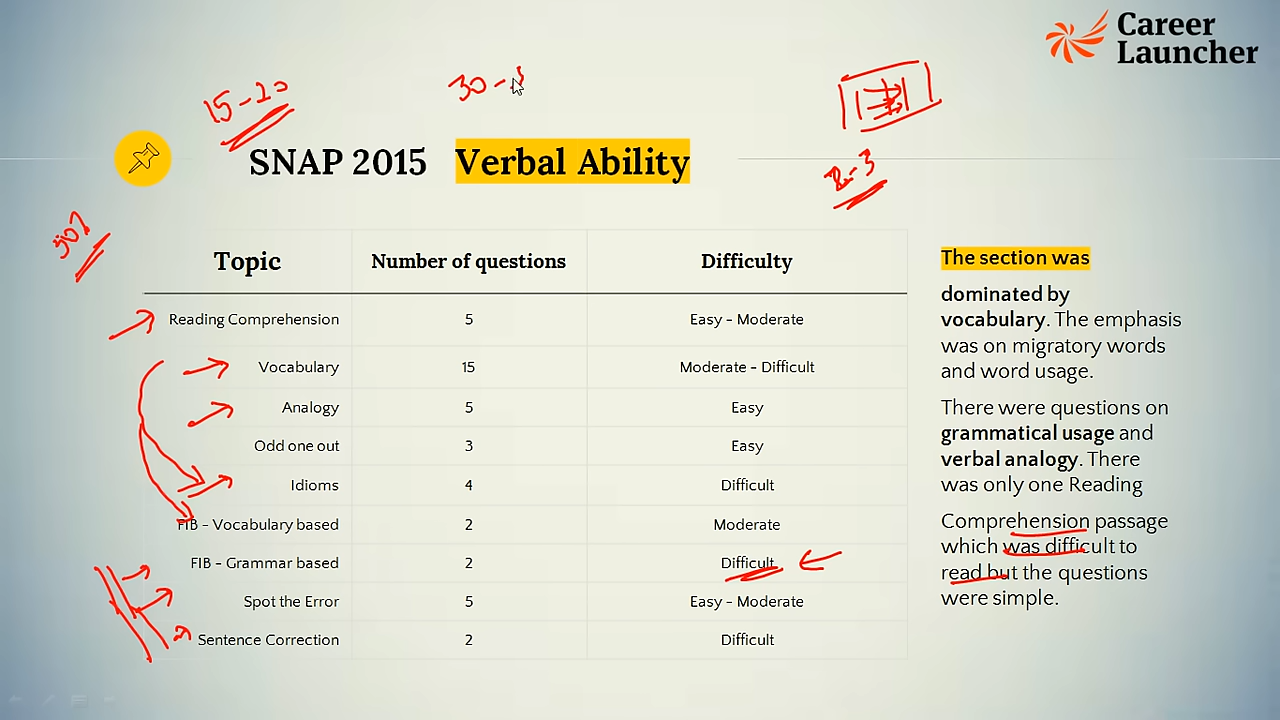 Career
Launcher
15-20
30-
2-3
SNAP 2015 Verbal Ability
Topic Number of questions Difficulty
Reading Comprehension 5 Easy - Moderate
Vocabulary 15 Moderate - Difficult
Analogy 5 Easy
Odd one out 3 Easy
Idioms 4 Difficult
FIB - Vocabulary based 2 Moderate
FIB - Grammar based 2 Difficult
Spot the Error 5 Easy - Moderate
Sentence Correction 2 Difficult
The section was
dominated by
vocabulary. The emphasis
was on migratory words
and word usage.
There were questions on
grammatical usage and
verbal analogy. There
was only one Reading
Comprehension passage
which was difficult to
read but the questions
were simple.